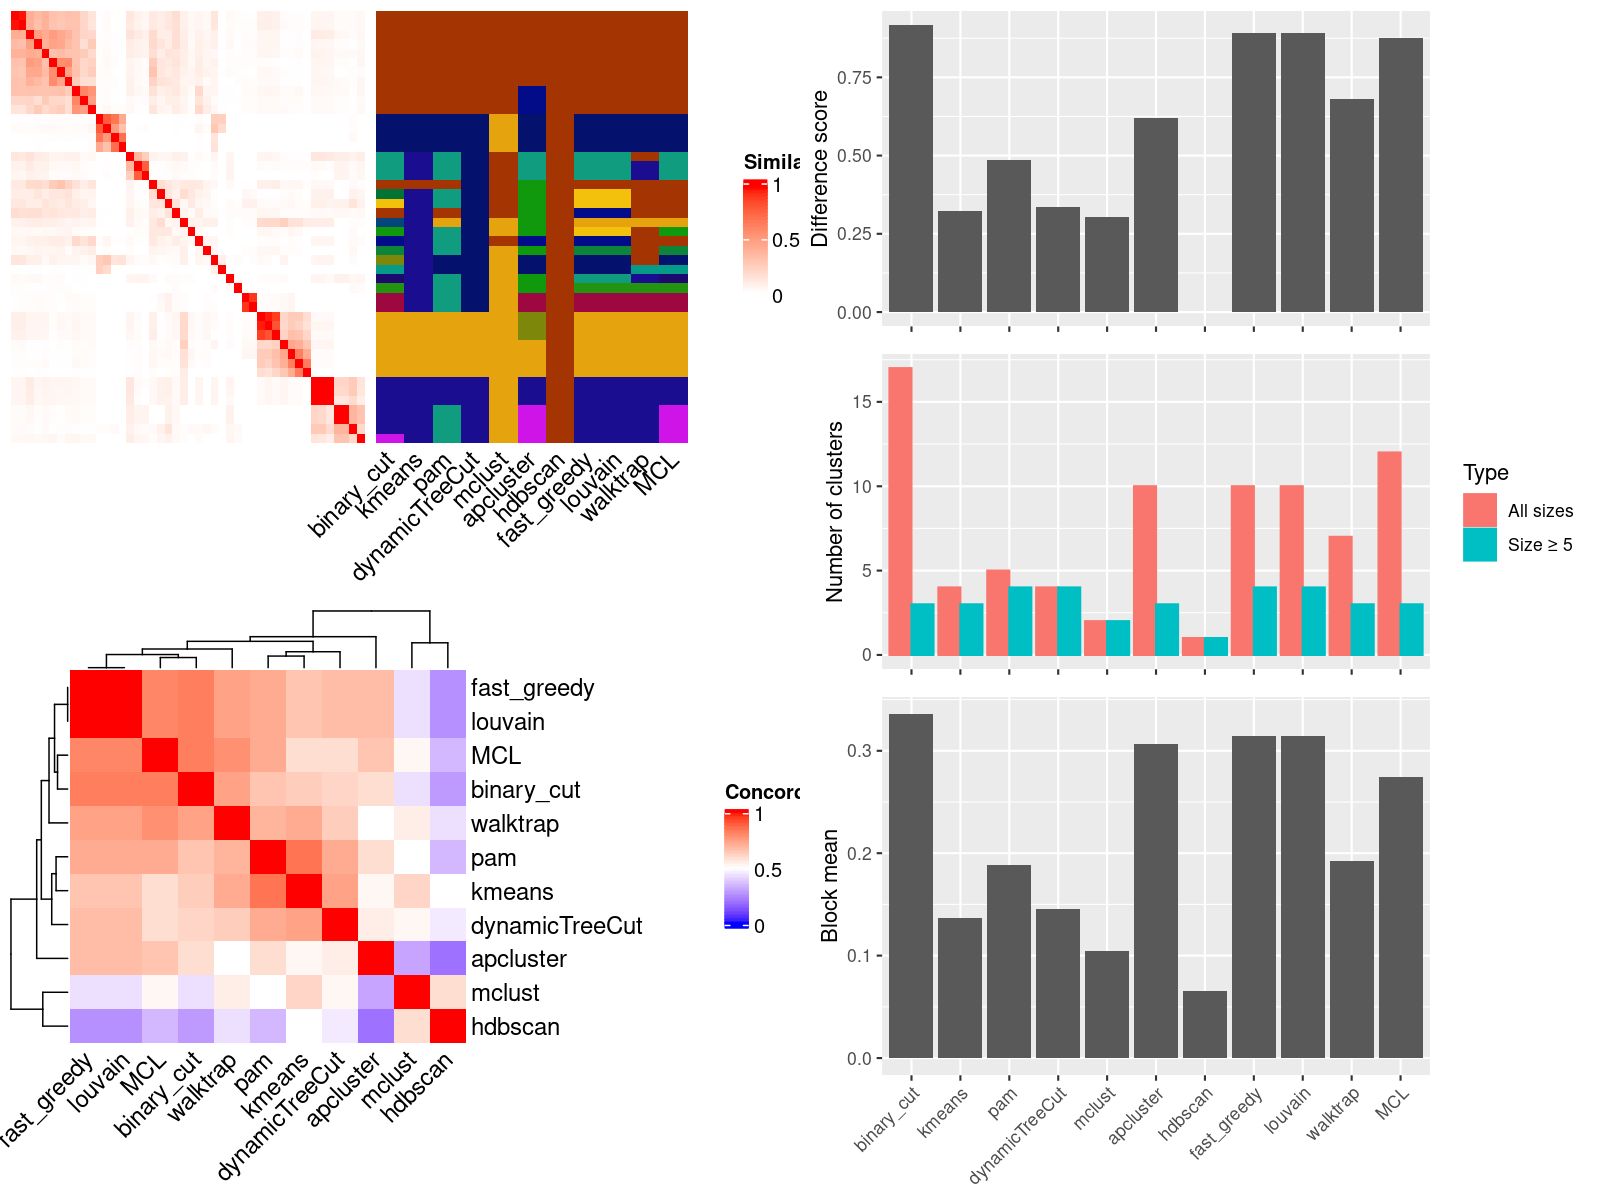 Simila
1
0.5
0
binary_cut
kmeans
pam
dynamicTreeCut
mclust
apcluster
hdbscan
fast_greedy
louvain
walktrap
MCL
fast_greedy
louvain
MCL
binary_cut
walktrap
pam
kmeans
dynamicTreeCut
apcluster
mclust
hdbscan
Concord
1
0.5
0
fast_greedy
louvain
MCL
binary_cut
walktrap
pam
kmeans
dynamicTreeCut
apcluster
mclust
hdbscan
Difference score
0.75
0.50
0.25
0.00
Number of clusters
15
10
5
0
Type
All sizes
Size ≥ 5
Block mean
0.3
0.2
0.1
0.0
binary_cut
kmeans
pam
dynamicTreeCut
mclust
apcluster
hdbscan
fast_greedy
louvain
walktrap
MCL